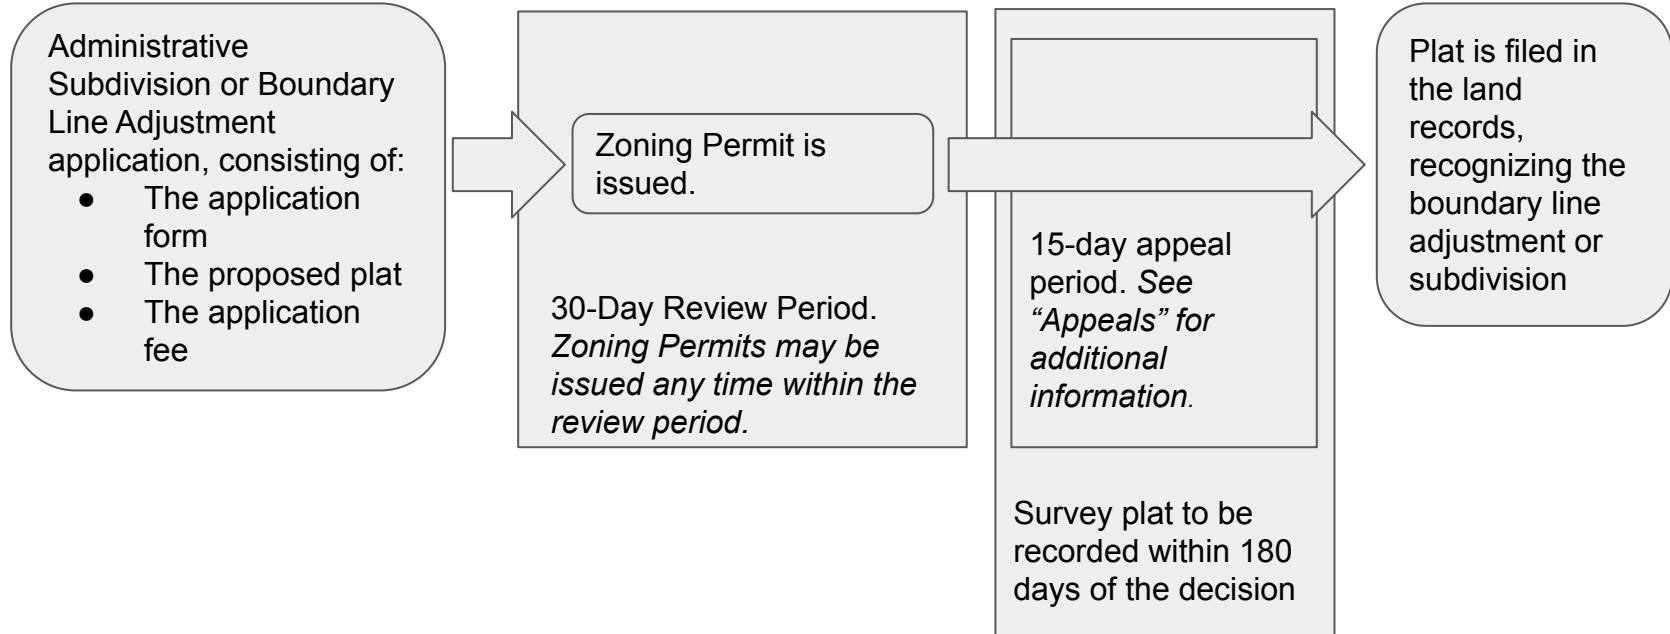 Administrative
Subdivision or Boundary
Line Adjustment
application, consisting of:
● The application
form
● The proposed plat
● The application
fee
Zoning Permit is
issued.
30-Day Review Period.
Zoning Permits may be
issued any time within the
review period.
15-day appeal
period. See
“Appeals” for
additional
information.
Survey plat to be
recorded within 180
days of the decision
Plat is filed in
the land
records,
recognizing the
boundary line
adjustment or
subdivision